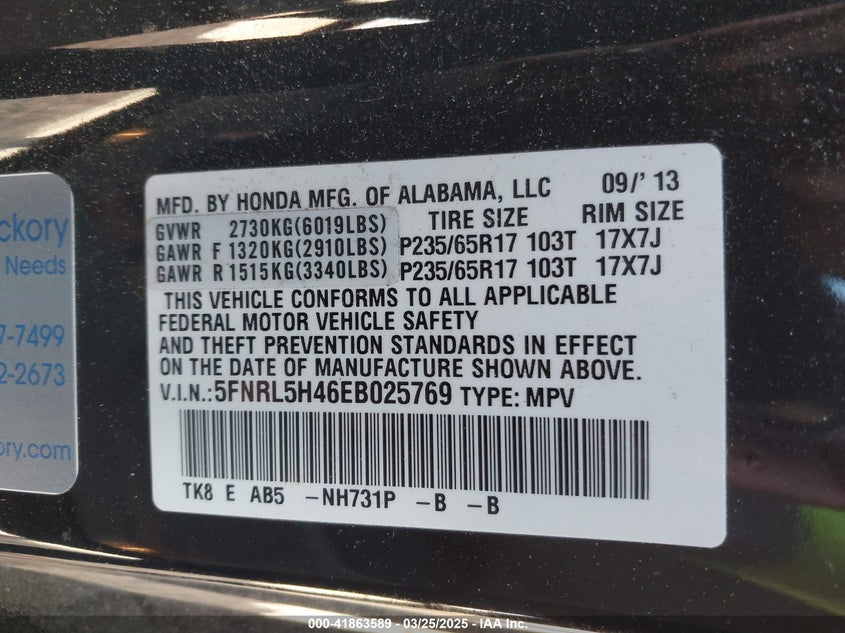 MFD. BY HONDA MFG. OF ALABAMA, LLC 09/' 13
GVWR 2730KG(6019LBS) TIRE SIZE RIM SIZE
GAWR F 1320KG(2910LBS) P235/65R17 103T 17X7J
GAWR R 1515KG(3340LBS) P235/65R17 103T 17X7J
THIS VEHICLE CONFORMS TO ALL APPLICABLE
FEDERAL MOTOR VEHICLE SAFETY
AND THEFT PREVENTION STANDARDS IN EFFECT
ON THE DATE OF MANUFACTURE SHOWN ABOVE.
V.I.N.: 5FNRL5H46EB025769 TYPE: MPV
TK8 E AB5 -NH731P -B -B
ckory
Needs
7-7499
2-2673
ory.com
000-41863589 - 03/25/2025 - IAA Inc.